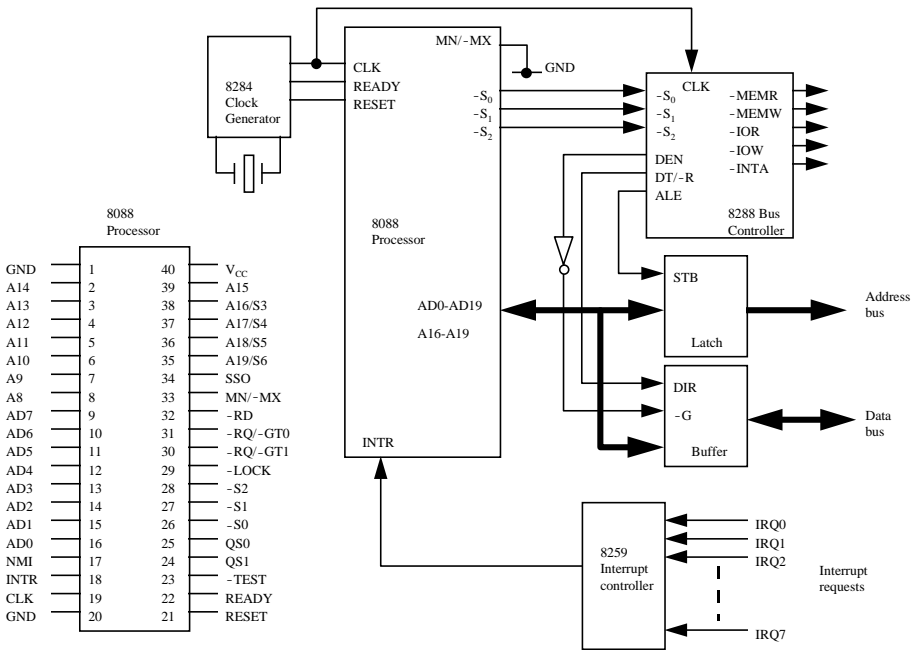 MN/-MX
GND
CLK
READY
RESET
8284
Clock
Generator
-S0
-S1
-S2
CLK
-S0
-S1
-S2
DEN
DT/-R
ALE
-MEMR
-MEMW
-IOR
-IOW
-INTA
8288 Bus
Controller
8088
Processor
AD0-AD19
A16-A19
INTR
STB
Latch
Address
bus
DIR
-G
Buffer
Data
bus
8259
Interrupt
controller
IRQ0
IRQ1
IRQ2
IRQ7
Interrupt
requests
8088
Processor
GND 1 40 VCC
A14 2 39 A15
A13 3 38 A16/S3
A12 4 37 A17/S4
A11 5 36 A18/S5
A10 6 35 A19/S6
A9 7 34 SSO
A8 8 33 MN/-MX
AD7 9 32 -RD
AD6 10 31 -RQ/-GT0
AD5 11 30 -RQ/-GT1
AD4 12 29 -LOCK
AD3 13 28 -S2
AD2 14 27 -S1
AD1 15 26 -S0
AD0 16 25 QS0
NMI 17 24 QS1
INTR 18 23 -TEST
CLK 19 22 READY
GND 20 21 RESET